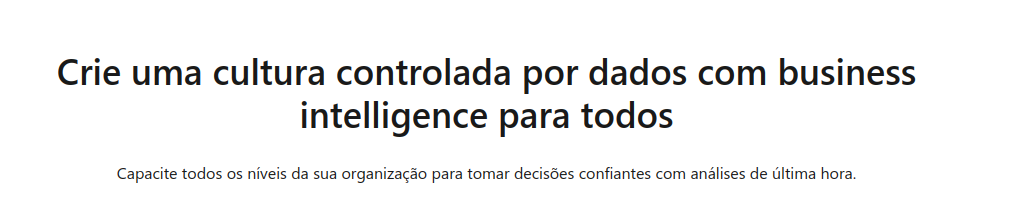 Crie uma cultura controlada por dados com business
intelligence para todos
Capacite todos os níveis da sua organização para tomar decisões confiantes com análises de última hora.